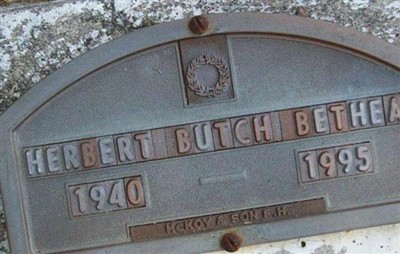 HERBERT BUTCH BETHEA
1940 — 1995
McKOY & SON F.H.